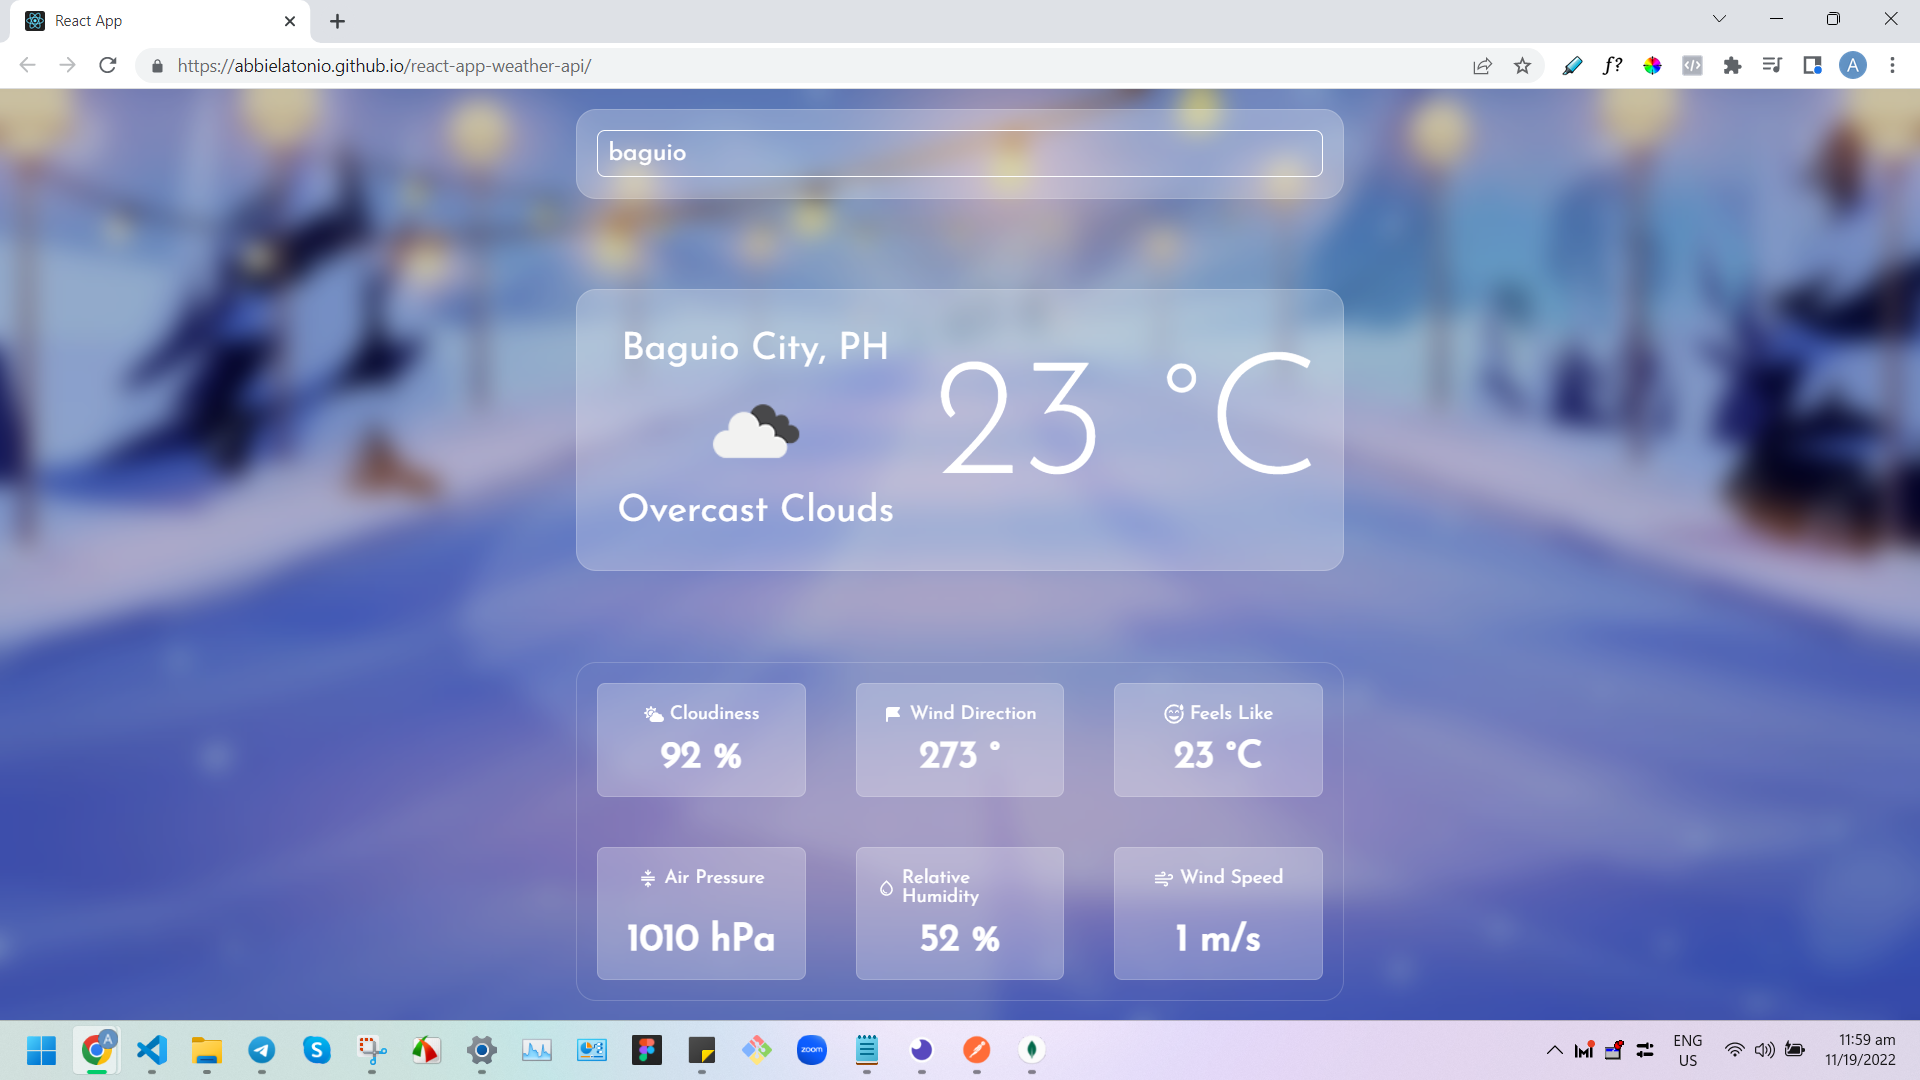 React App
https://abbielatonio.github.io/react-app-weather-api/
f?
A
baguio
Baguio City, PH
23 °C
Overcast Clouds
Cloudiness
92 %
Wind Direction
273 °
Feels Like
23 °C
Air Pressure
1010 hPa
Relative
Humidity
52 %
Wind Speed
1 m/s
A
S
zoom
ENG
US
11:59 am
11/19/2022